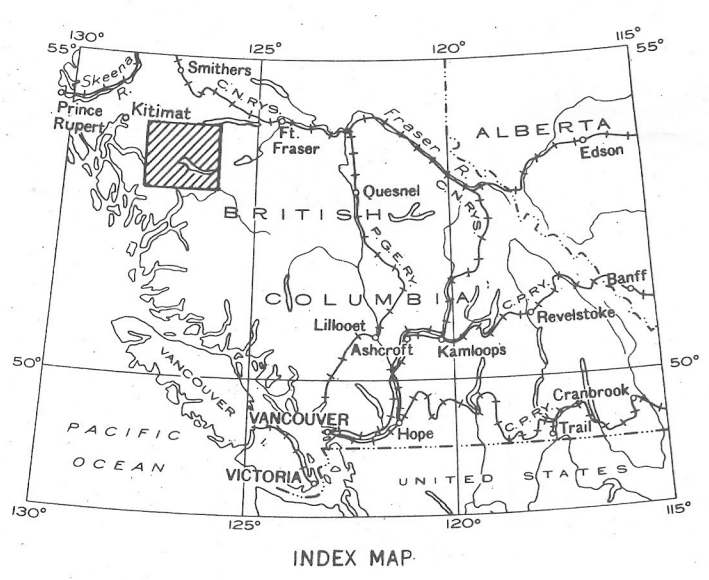 130°
125°
120°
115°
55°
55°
Skeena
R.
Smithers
C.N.RYS.
Prince
Rupert
Kitimat
Ft.
Fraser
Fraser
R.
ALBERTA
Edson
C.N.RYS
Quesnel
BRITISH
P.G.E.RY.
COLUMBIA
C.P.RY.
Banff
Revelstoke
Lillooet
Ashcroft
Kamloops
50°
50°
VANCOUVER
I.
VANCOUVER
Hope
Cranbrook
C.P.RY.
Trail
PACIFIC
OCEAN
VICTORIA
UNITED STATES
130°
125°
120°
115°
INDEX MAP